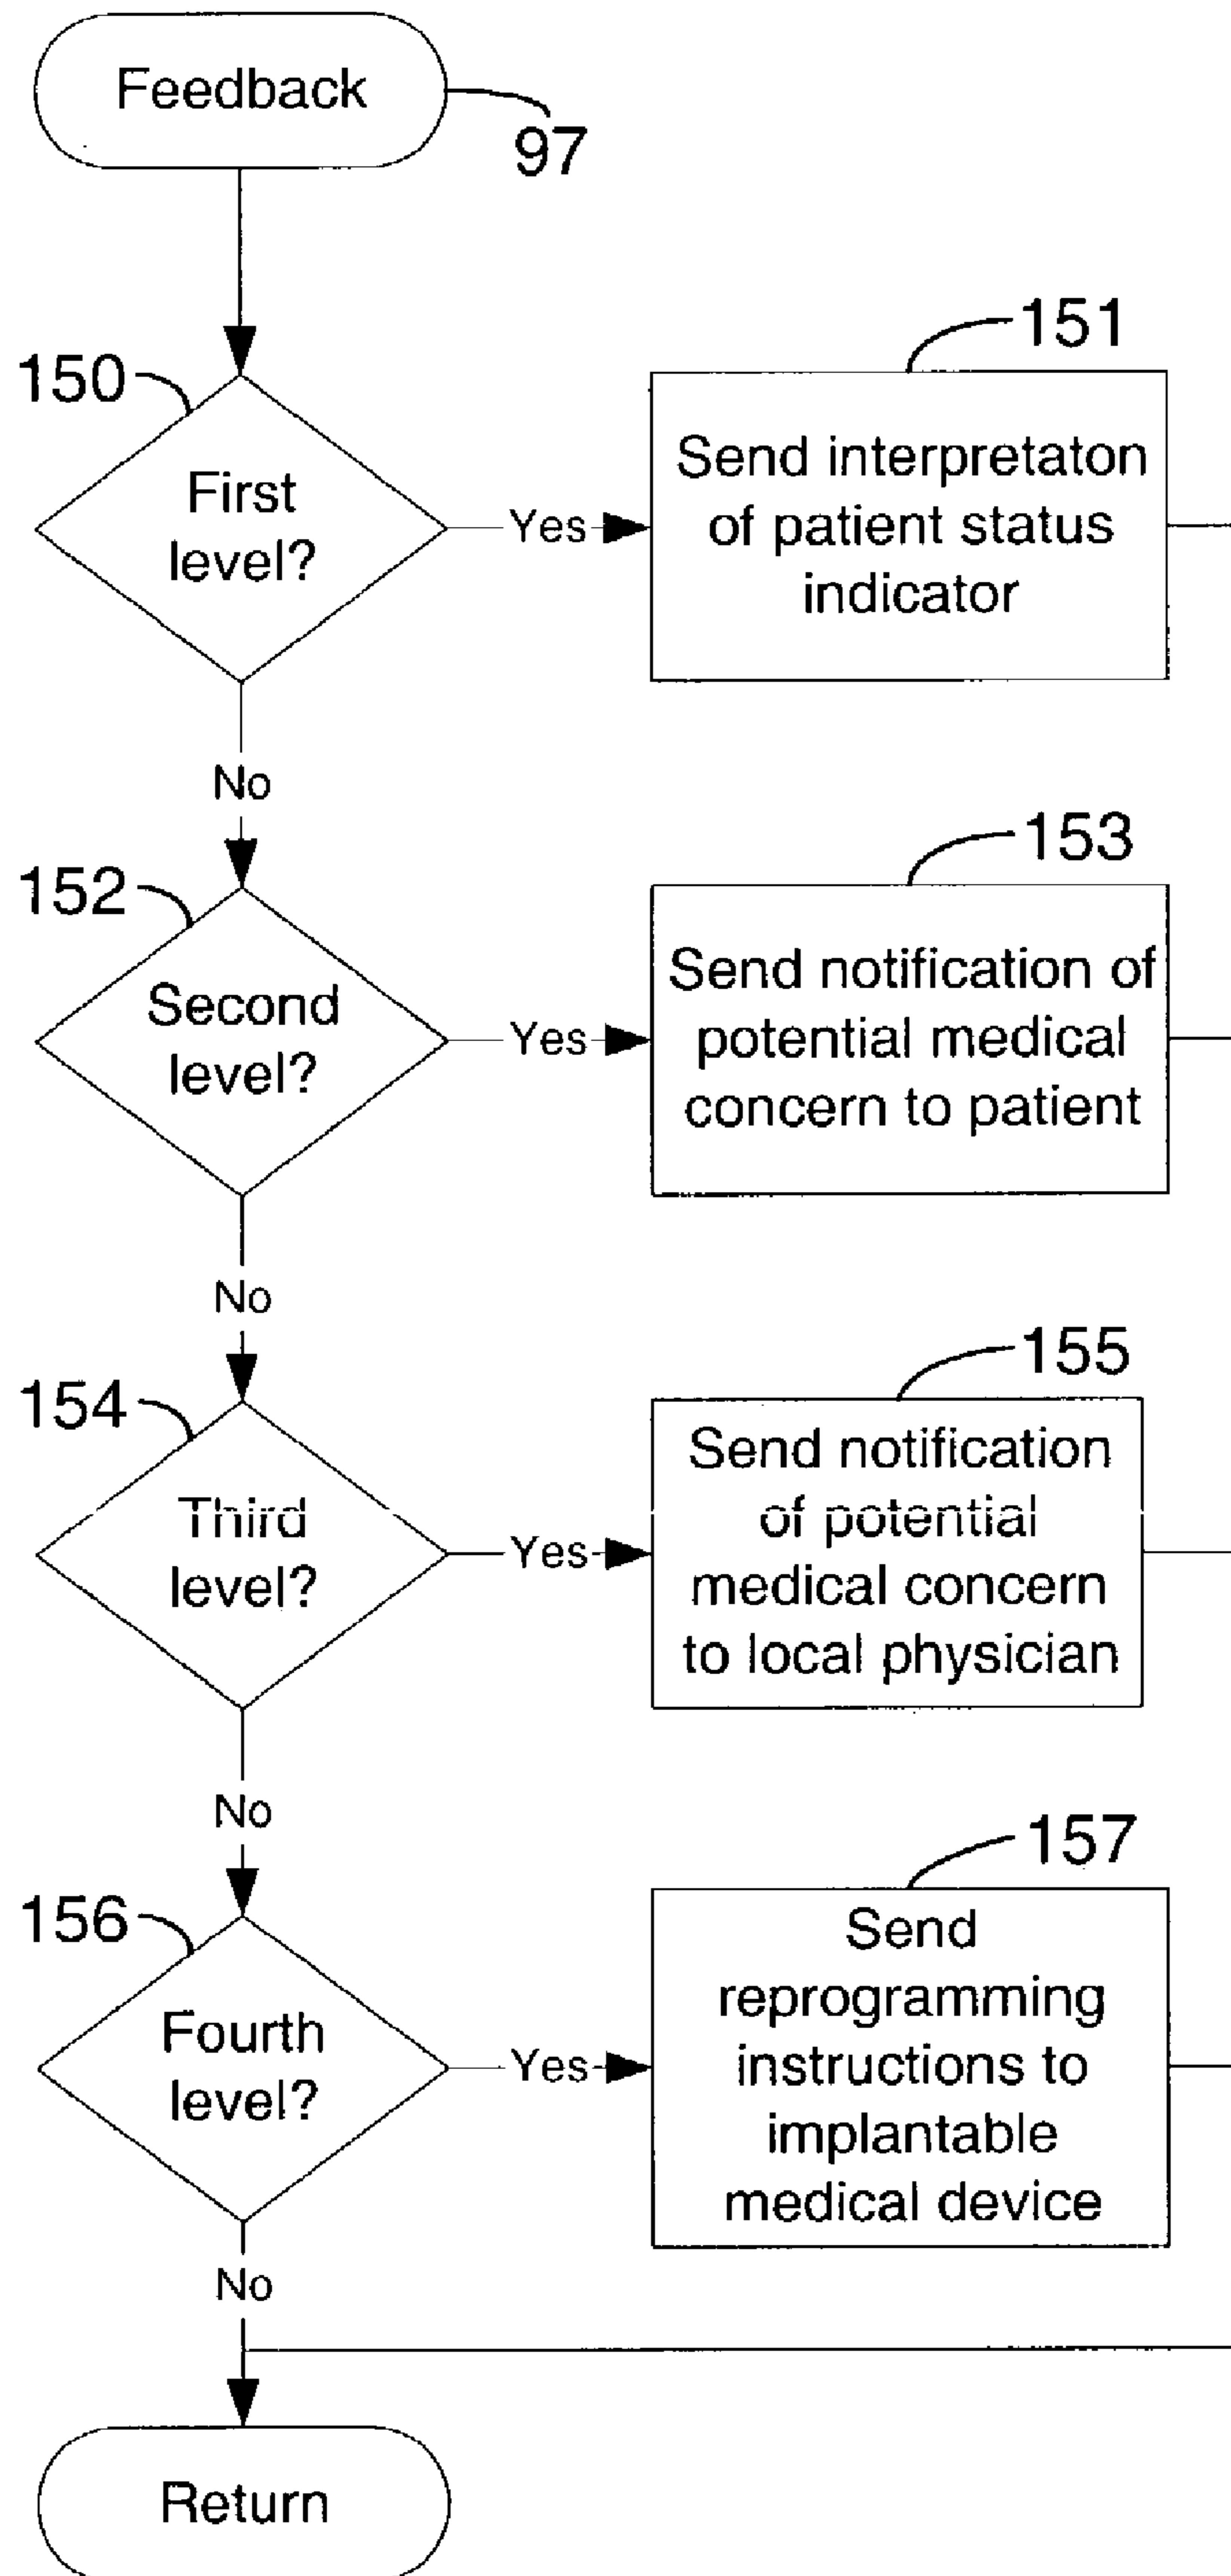 Feedback
97
150
First
level?
Yes
151
Send interpretaton
of patient status
indicator
No
152
Second
level?
Yes
153
Send notification of
potential medical
concern to patient
No
154
Third
level?
Yes
155
Send notification
of potential
medical concern
to local physician
No
156
Fourth
level?
Yes
157
Send
reprogramming
instructions to
implantable
medical device
No
Return